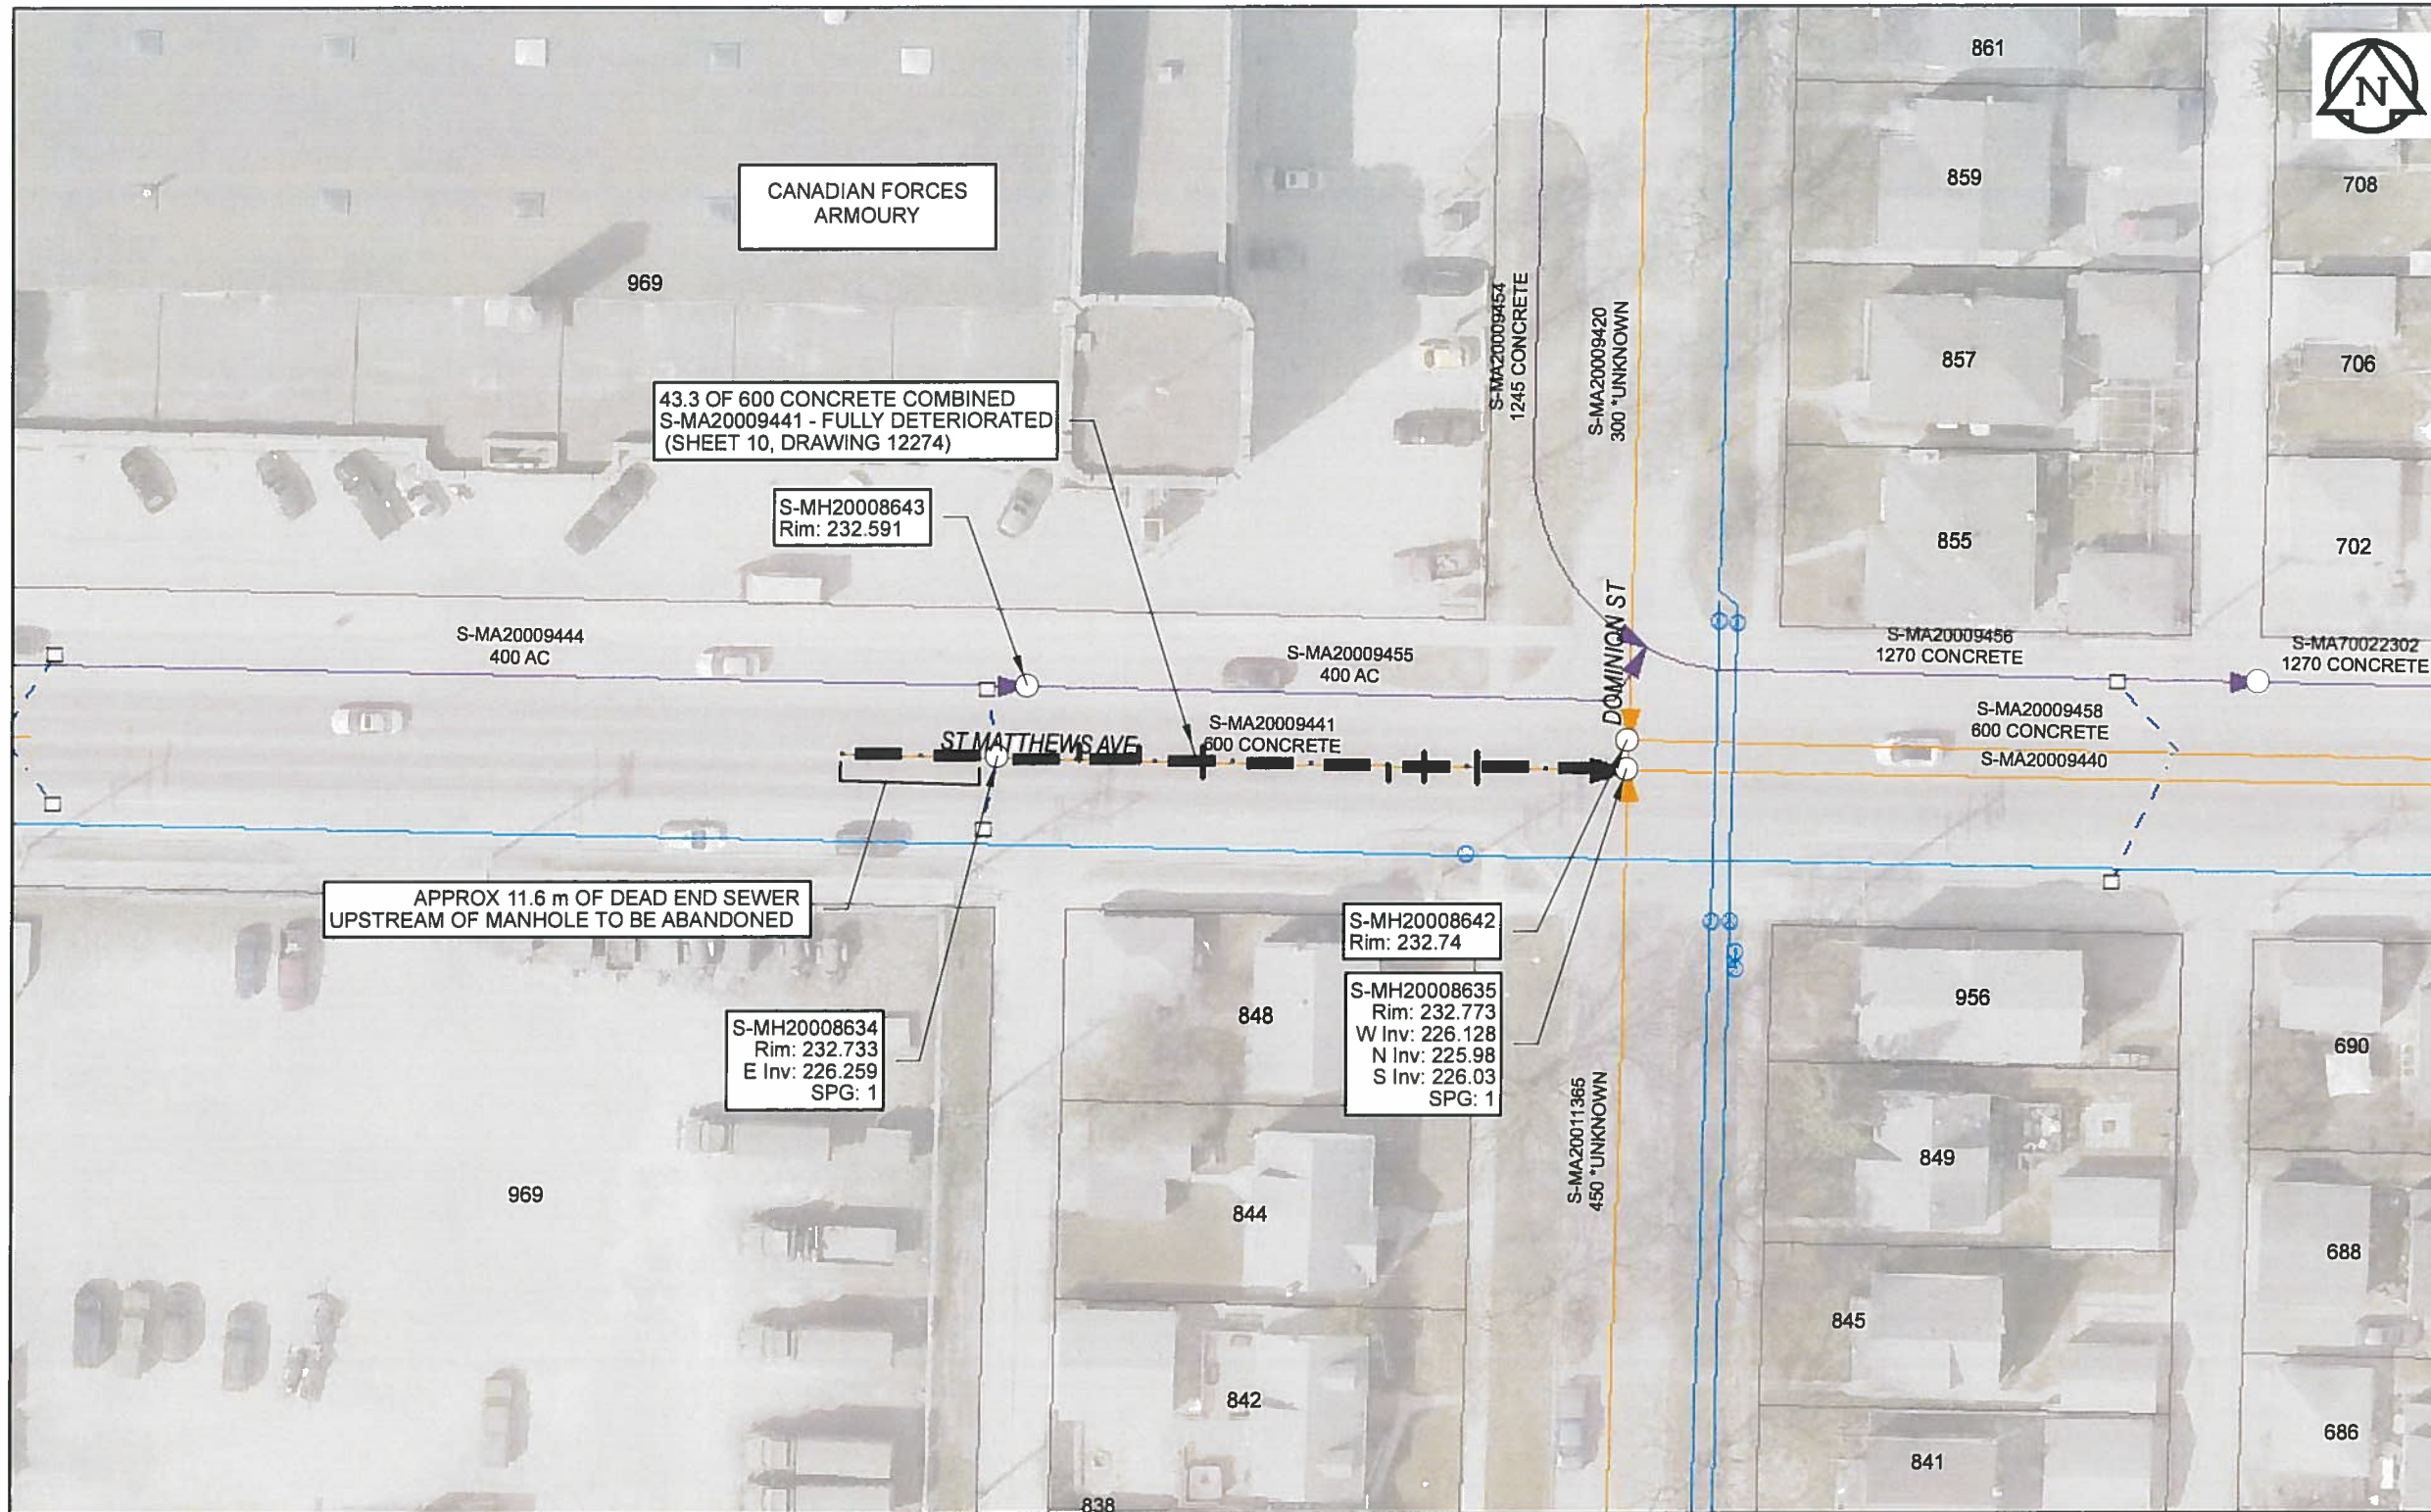 861
N
859
708
CANADIAN FORCES
ARMOURY
969
S-MA20009454
1245 CONCRETE
S-MA20009420
300 *UNKNOWN
857
706
43.3 OF 600 CONCRETE COMBINED
S-MA20009441 - FULLY DETERIORATED
(SHEET 10, DRAWING 12274)
S-MH20008643
Rim: 232.591
855
702
DOMINION ST
S-MA20009444
400 AC
S-MA20009455
400 AC
S-MA20009456
1270 CONCRETE
S-MA70022302
1270 CONCRETE
ST MATTHEWS AVE
S-MA20009441
600 CONCRETE
S-MA20009458
600 CONCRETE
S-MA20009440
APPROX 11.6 m OF DEAD END SEWER
UPSTREAM OF MANHOLE TO BE ABANDONED
S-MH20008642
Rim: 232.74
S-MH20008635
Rim: 232.773
W Inv: 226.128
N Inv: 225.98
S Inv: 226.03
SPG: 1
S-MH20008634
Rim: 232.733
E Inv: 226.259
SPG: 1
848
956
690
S-MA20011365
450 *UNKNOWN
849
969
844
688
845
842
841
686
838